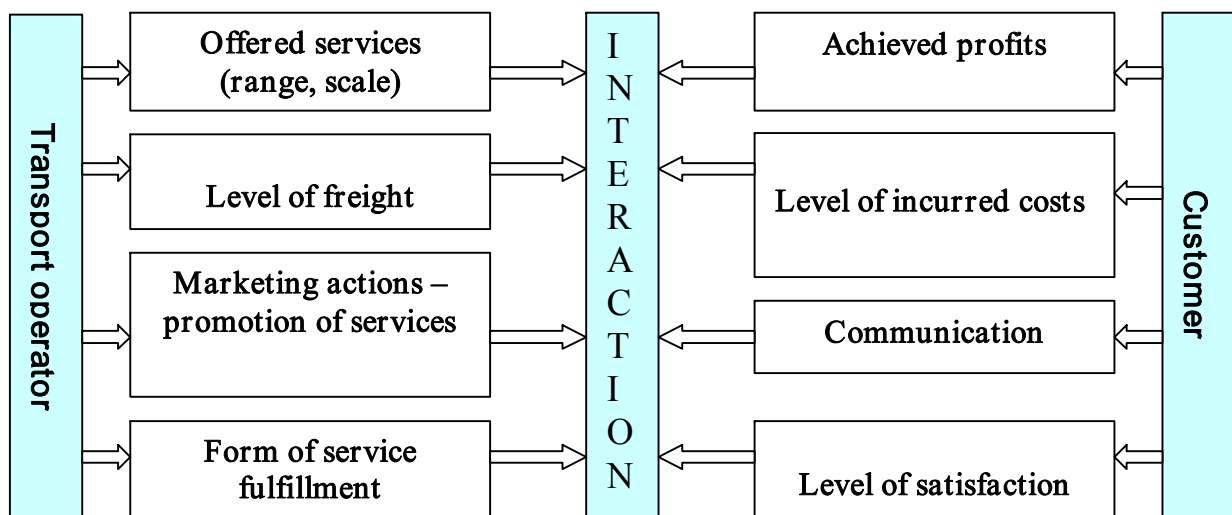 Transport operator
Offered services
(range, scale)
Level of freight
Marketing actions –
promotion of services
Form of service
fulfillment
INTERACTION
Achieved profits
Level of incurred costs
Communication
Level of satisfaction
Customer